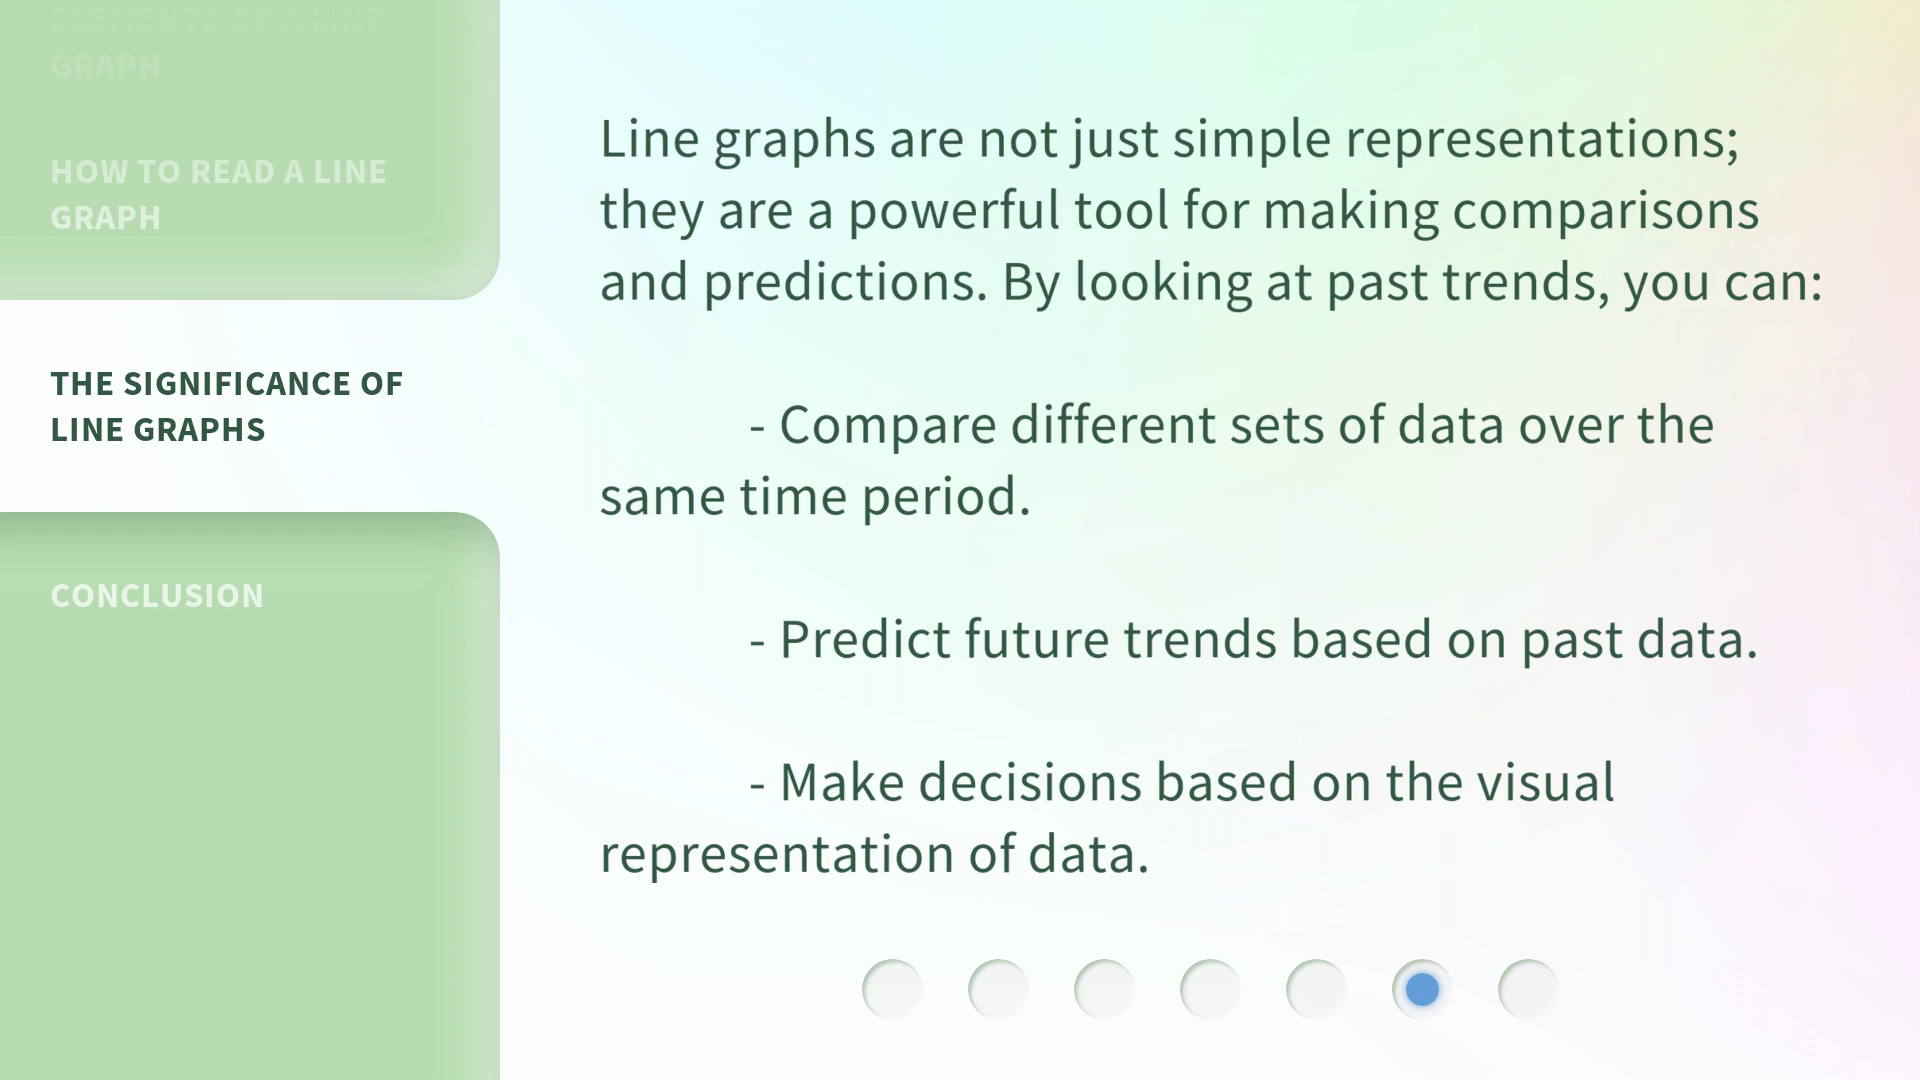 ELEMENTS OF A LINE
GRAPH
HOW TO READ A LINE
GRAPH
THE SIGNIFICANCE OF
LINE GRAPHS
CONCLUSION
Line graphs are not just simple representations;
they are a powerful tool for making comparisons
and predictions. By looking at past trends, you can:
- Compare different sets of data over the
same time period.
- Predict future trends based on past data.
- Make decisions based on the visual
representation of data.